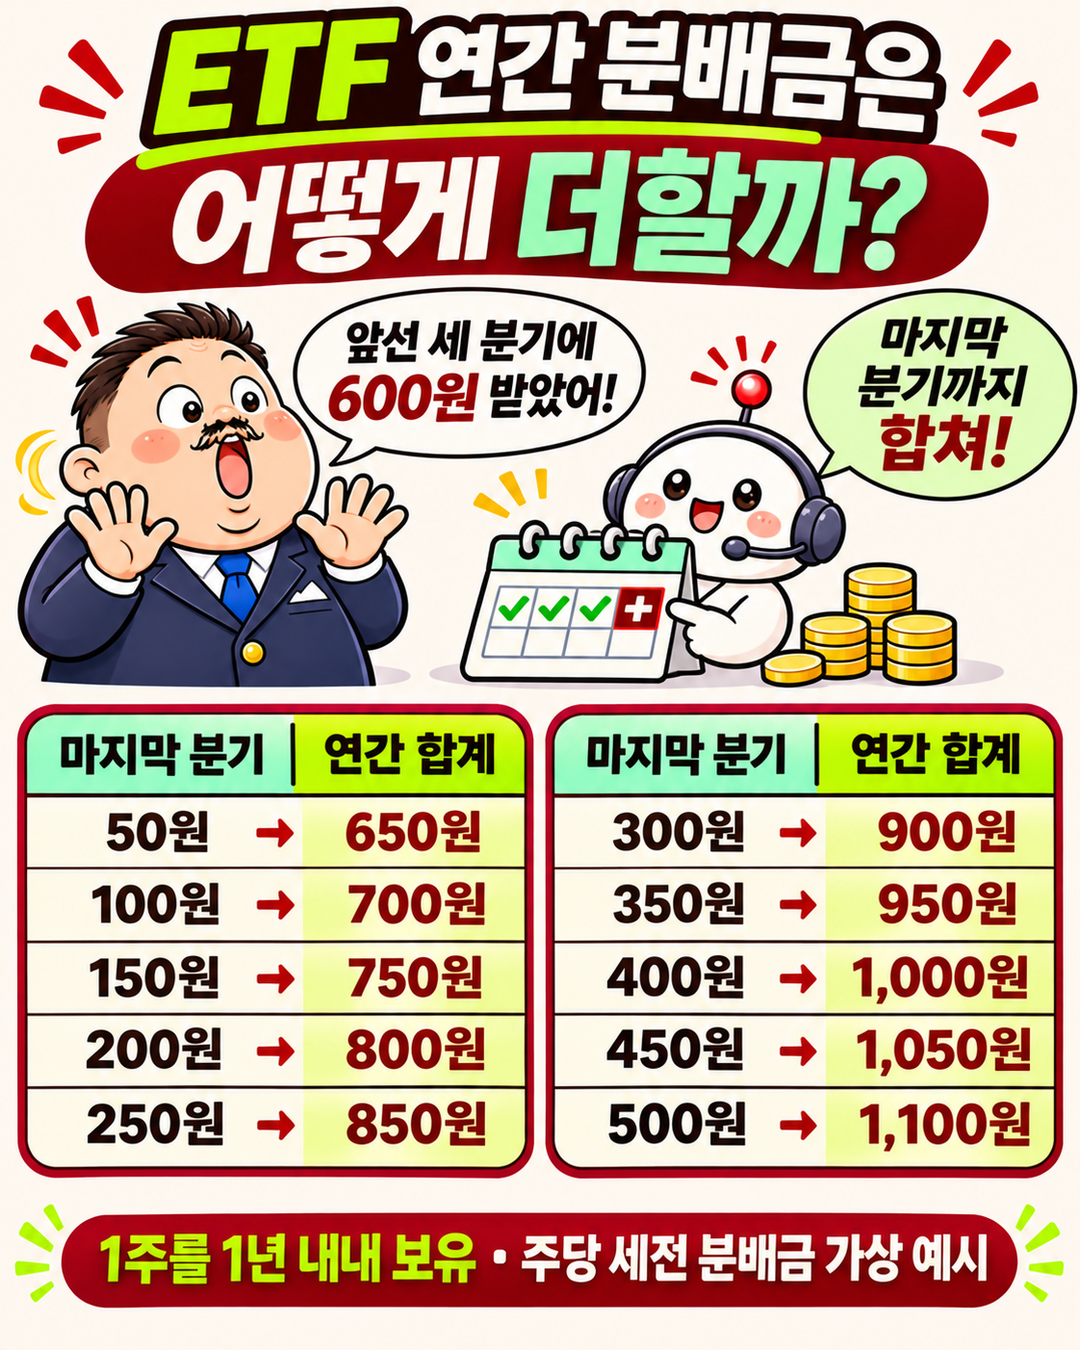 ETF 연간 분배금은
어떻게 더할까?
앞선 세 분기에
600원 받았어!
마지막
분기까지
합쳐!
마지막 분기 | 연간 합계
50원 → 650원
100원 → 700원
150원 → 750원
200원 → 800원
250원 → 850원
마지막 분기 | 연간 합계
300원 → 900원
350원 → 950원
400원 → 1,000원
450원 → 1,050원
500원 → 1,100원
1주를 1년 내내 보유 · 주당 세전 분배금 가상 예시